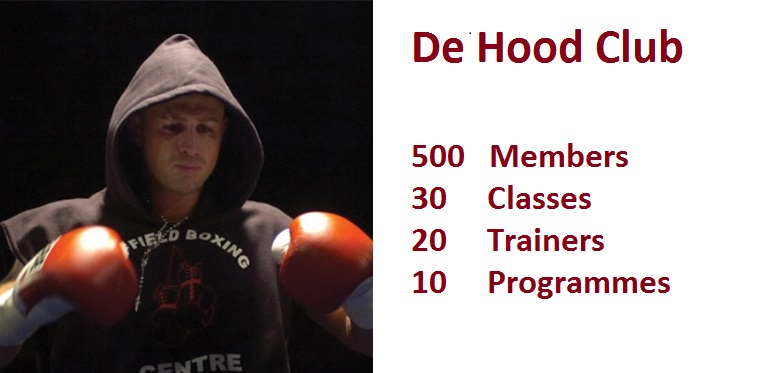 De Hood Club
500 Members
30 Classes
20 Trainers
10 Programmes
FIELD BOXING
CENTRE